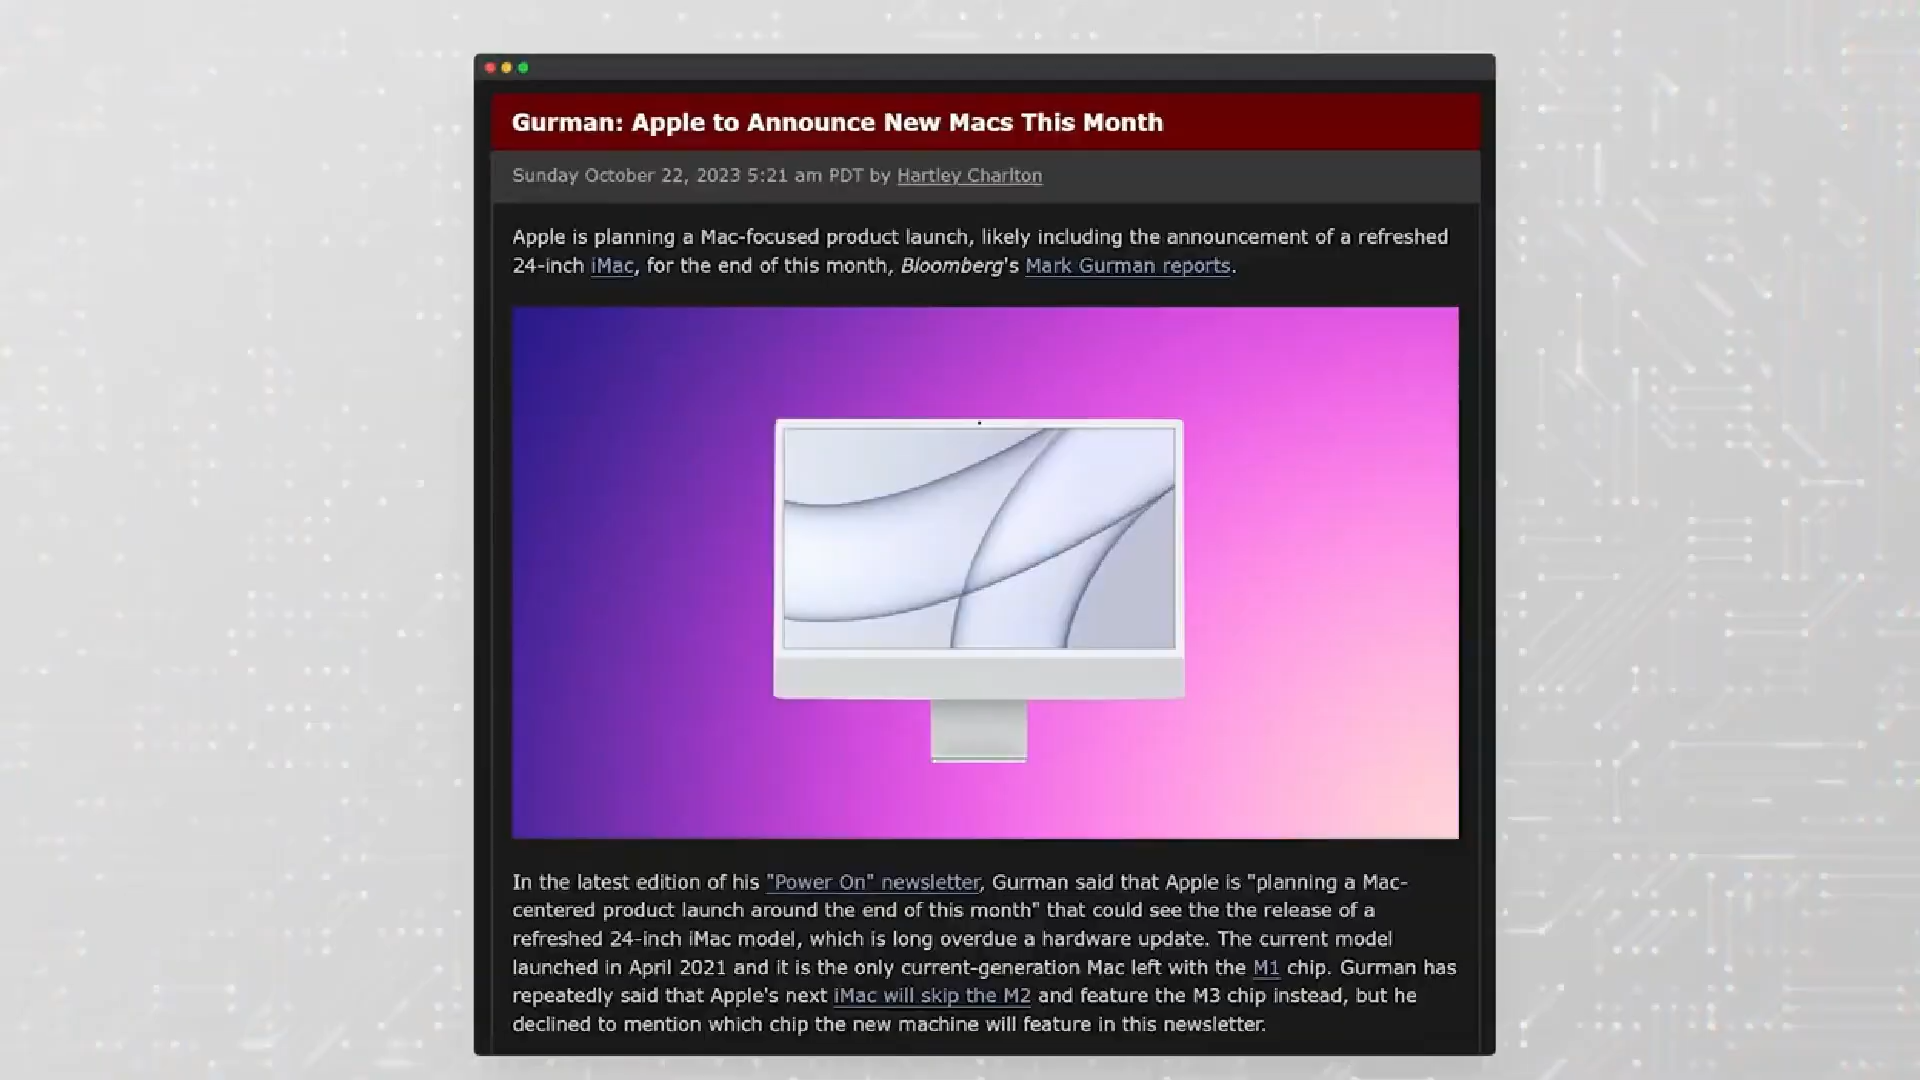 Gurman: Apple to Announce New Macs This Month
Sunday October 22, 2023 5:21 am PDT by Hartley Charlton
Apple is planning a Mac-focused product launch, likely including the announcement of a refreshed
24-inch iMac, for the end of this month, Bloomberg's Mark Gurman reports.
In the latest edition of his "Power On" newsletter, Gurman said that Apple is "planning a Mac-
centered product launch around the end of this month" that could see the the release of a
refreshed 24-inch iMac model, which is long overdue a hardware update. The current model
launched in April 2021 and it is the only current-generation Mac left with the M1 chip. Gurman has
repeatedly said that Apple's next iMac will skip the M2 and feature the M3 chip instead, but he
declined to mention which chip the new machine will feature in this newsletter.